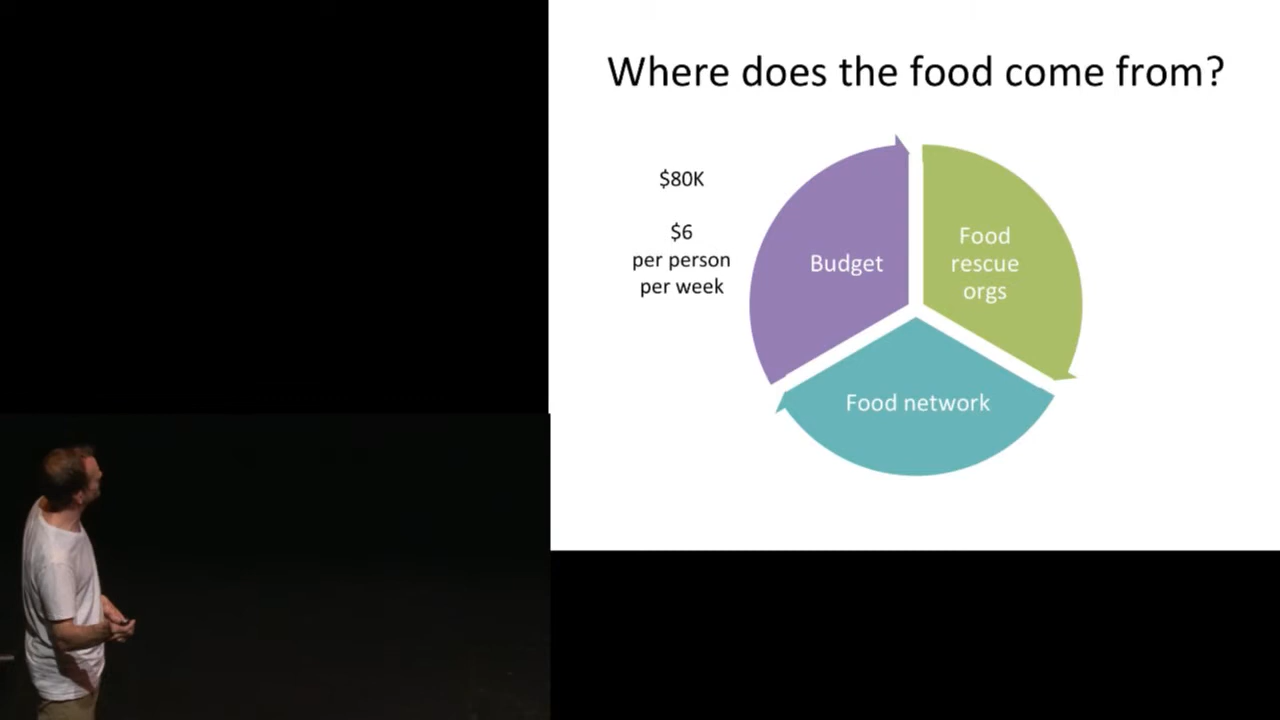 Where does the food come from?
$80K
$6
per person
per week
Budget
Food
rescue
orgs
Food network